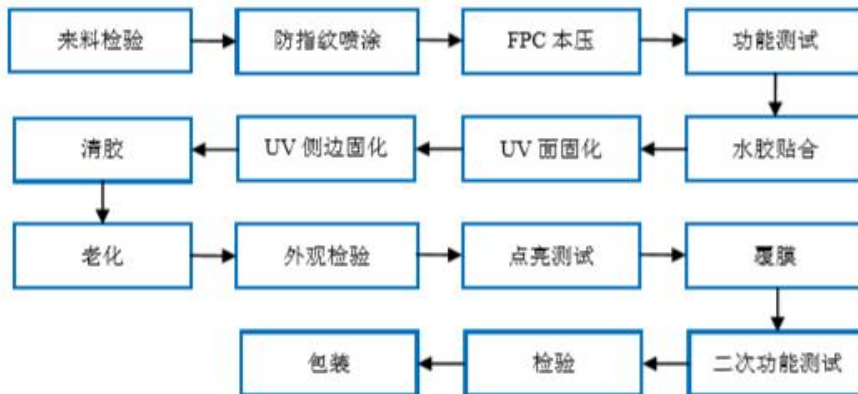 来料检验
防指纹喷涂
FPC 本压
功能测试
水胶贴合
UV 面固化
UV 侧边固化
清胶
老化
外观检验
点亮测试
覆膜
二次功能测试
检验
包装